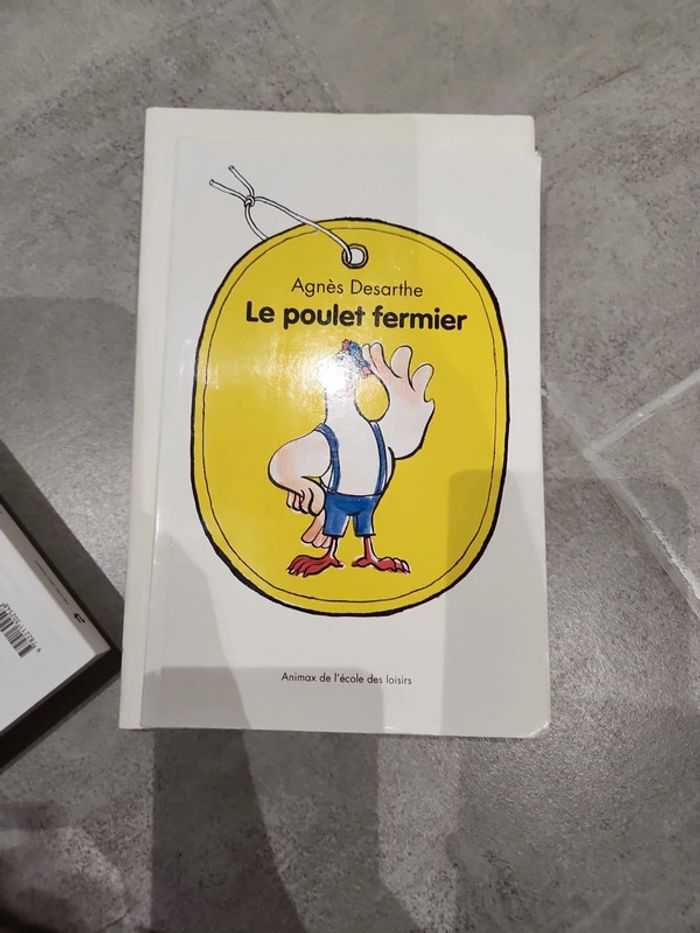 Agnès Desarthe
Le poulet fermier
Animax de l'école des loisirs